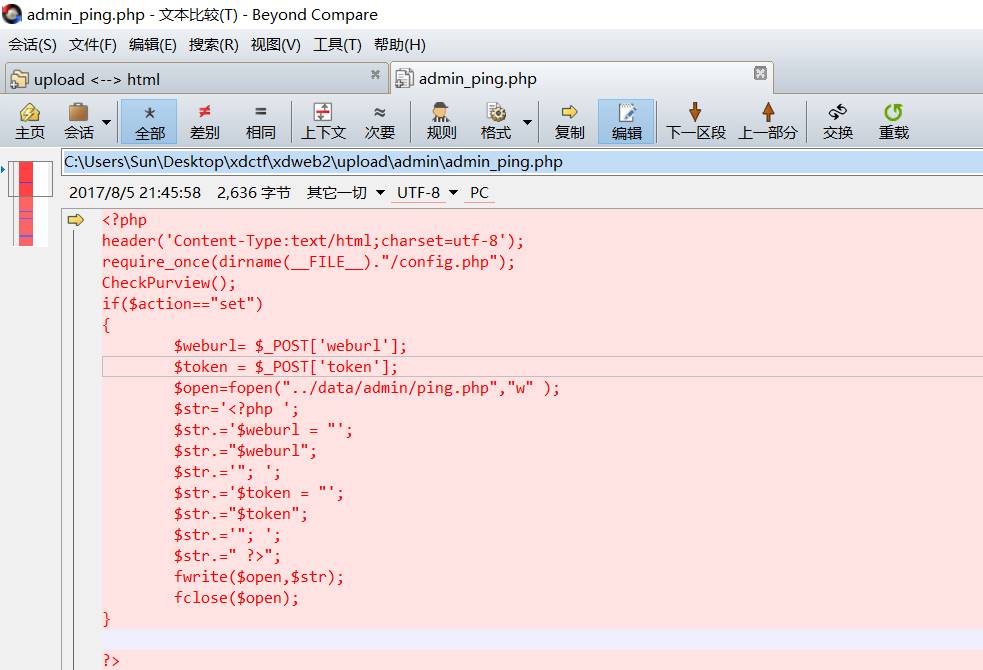 admin_ping.php - 文本比较(T) - Beyond Compare
会话(S) 文件(F) 编辑(E) 搜索(R) 视图(V) 工具(T) 帮助(H)
upload <--> html admin_ping.php
主页 会话 全部 差别 相同 上下文 次要 规则 格式 复制 编辑 下一区段 上一部分 交换 重载
C:\Users\Sun\Desktop\xdctf\xdweb2\upload\admin\admin_ping.php
2017/8/5 21:45:58 2,636 字节 其它一切 UTF-8 PC
<?php
header('Content-Type:text/html;charset=utf-8');
require_once(dirname(__FILE__)."/config.php");
CheckPurview();
if($action=="set")
{
$weburl= $_POST['weburl'];
$token = $_POST['token'];
$open=fopen("../data/admin/ping.php","w" );
$str='<?php ';
$str.='$weburl = "';
$str.="$weburl";
$str.='"; ';
$str.='$token = "';
$str.="$token";
$str.='"; ';
$str.=" ?>";
fwrite($open,$str);
fclose($open);
}
?>